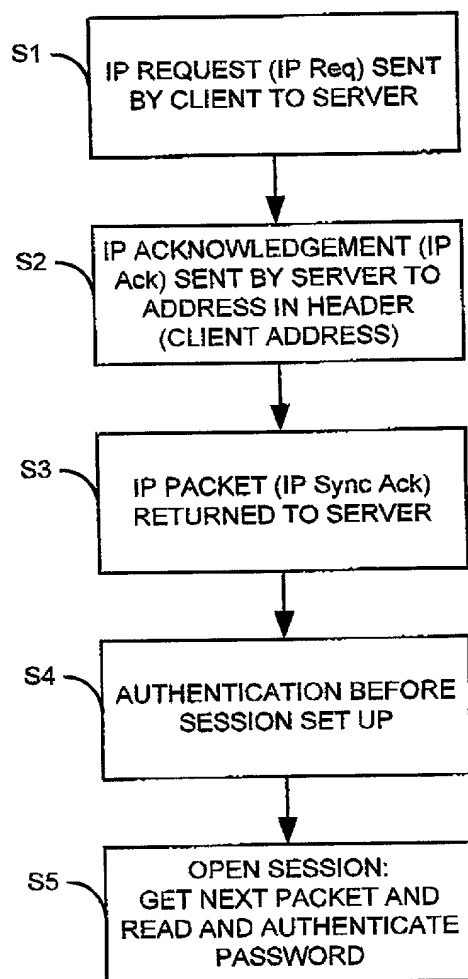 S1
IP REQUEST (IP Req) SENT
BY CLIENT TO SERVER
S2
IP ACKNOWLEDGEMENT (IP
Ack) SENT BY SERVER TO
ADDRESS IN HEADER
(CLIENT ADDRESS)
S3
IP PACKET (IP Sync Ack)
RETURNED TO SERVER
S4
AUTHENTICATION BEFORE
SESSION SET UP
S5
OPEN SESSION:
GET NEXT PACKET AND
READ AND AUTHENTICATE
PASSWORD